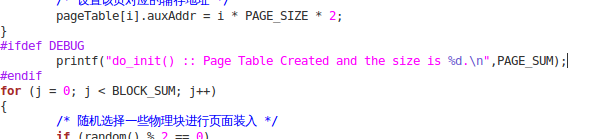 /* 设置该页对应的辅存地址 */
pageTable[i].auxAddr = i * PAGE_SIZE * 2;
}
#ifdef DEBUG
printf("do_init() :: Page Table Created and the size is %d.\n",PAGE_SUM);
#endif
for (j = 0; j < BLOCK_SUM; j++)
{
/* 随机选择一些物理块进行页面装入 */
if (random() % 2 == 0)